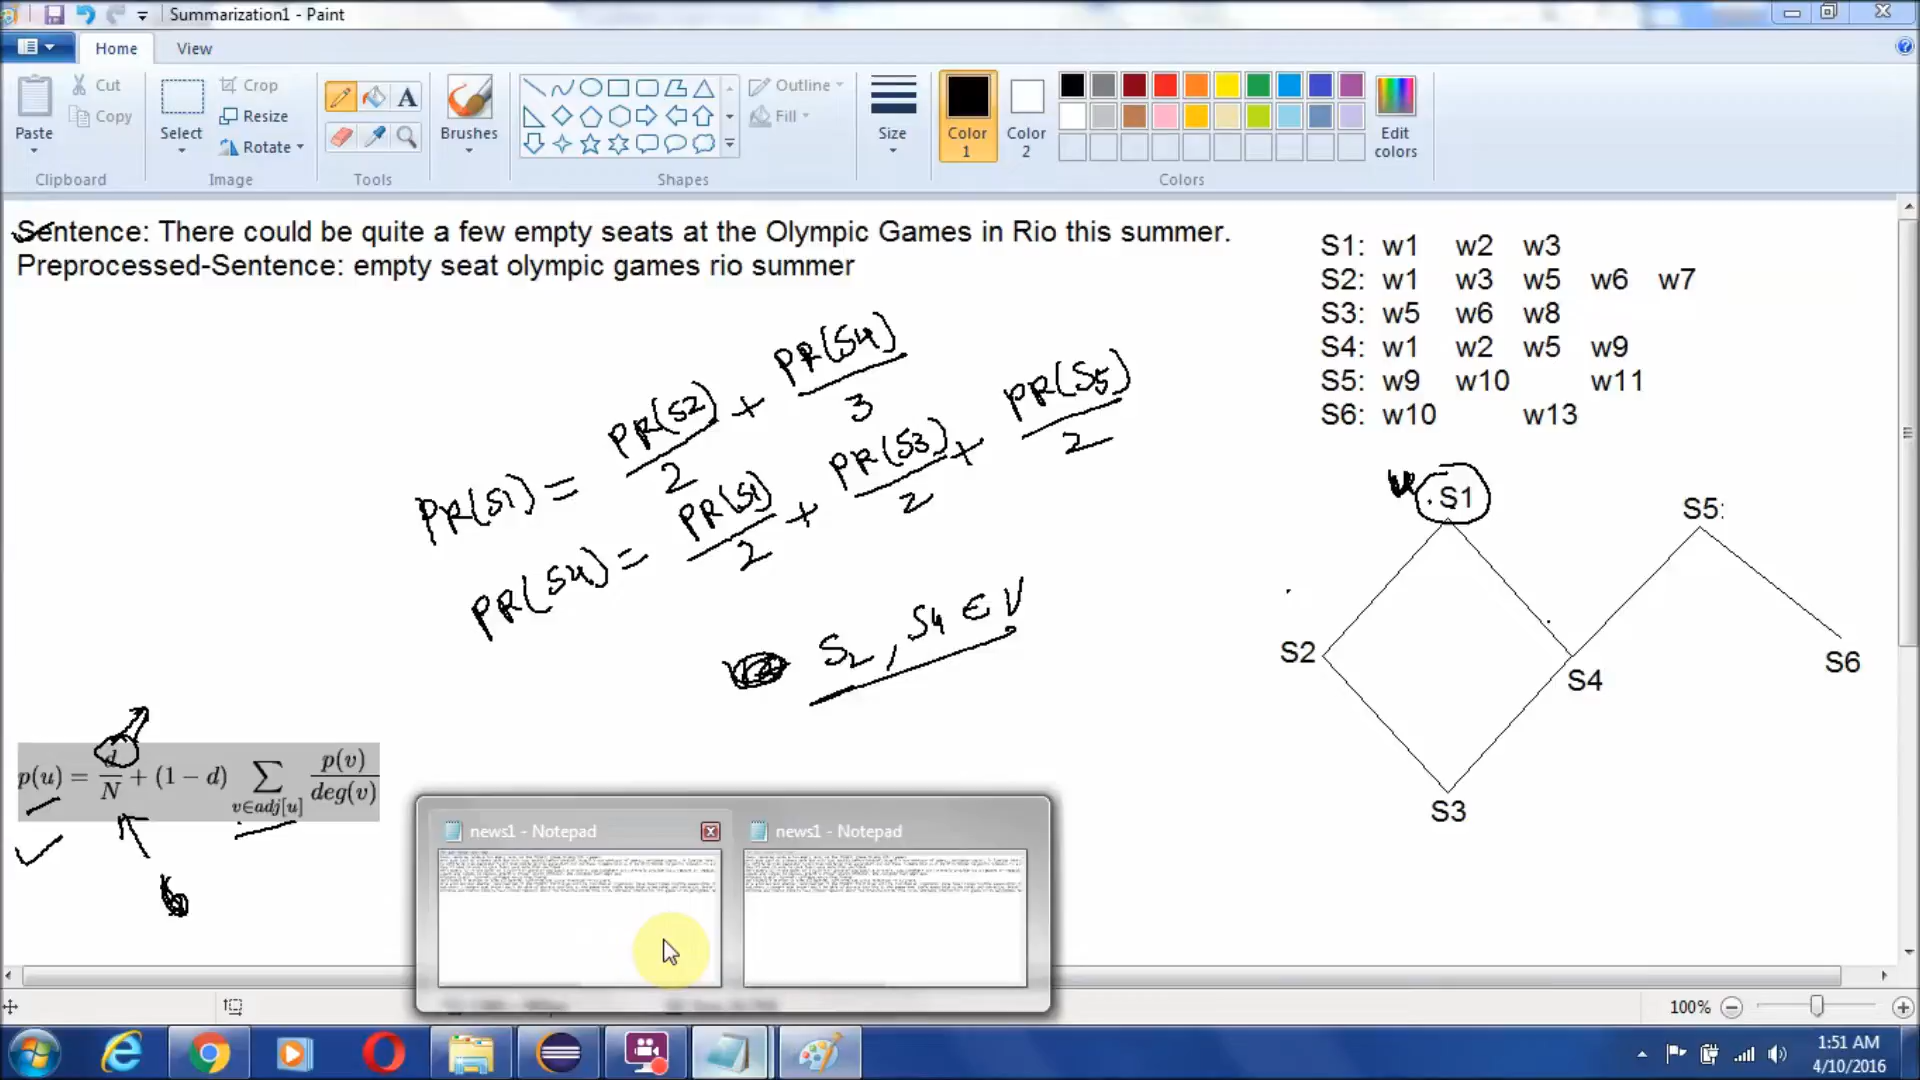 Summarization1 - Paint
Home
View
Paste
Cut
Copy
Clipboard
Select
Crop
Resize
Rotate
Image
Tools
Brushes
Shapes
Outline
Fill
Size
Color 1
Color 2
Edit colors
Colors
Sentence: There could be quite a few empty seats at the Olympic Games in Rio this summer.
Preprocessed-Sentence: empty seat olympic games rio summer
S1: w1 w2 w3
S2: w1 w3 w5 w6 w7
S3: w5 w6 w8
S4: w1 w2 w5 w9
S5: w9 w10 w11
S6: w10 w13
PR(S1) = PR(S2)/2 + PR(S4)/3
PR(S4) = PR(S1)/2 + PR(S3)/2 + PR(S5)/2
S2, S4 ∈ V
u
S1
S5:
S2
S4
S6
S3
p(u) = d/N + (1 − d) ∑ v∈adj[u] p(v)/deg(v)
6
news1 - Notepad
news1 - Notepad
100%
1:51 AM
4/10/2016